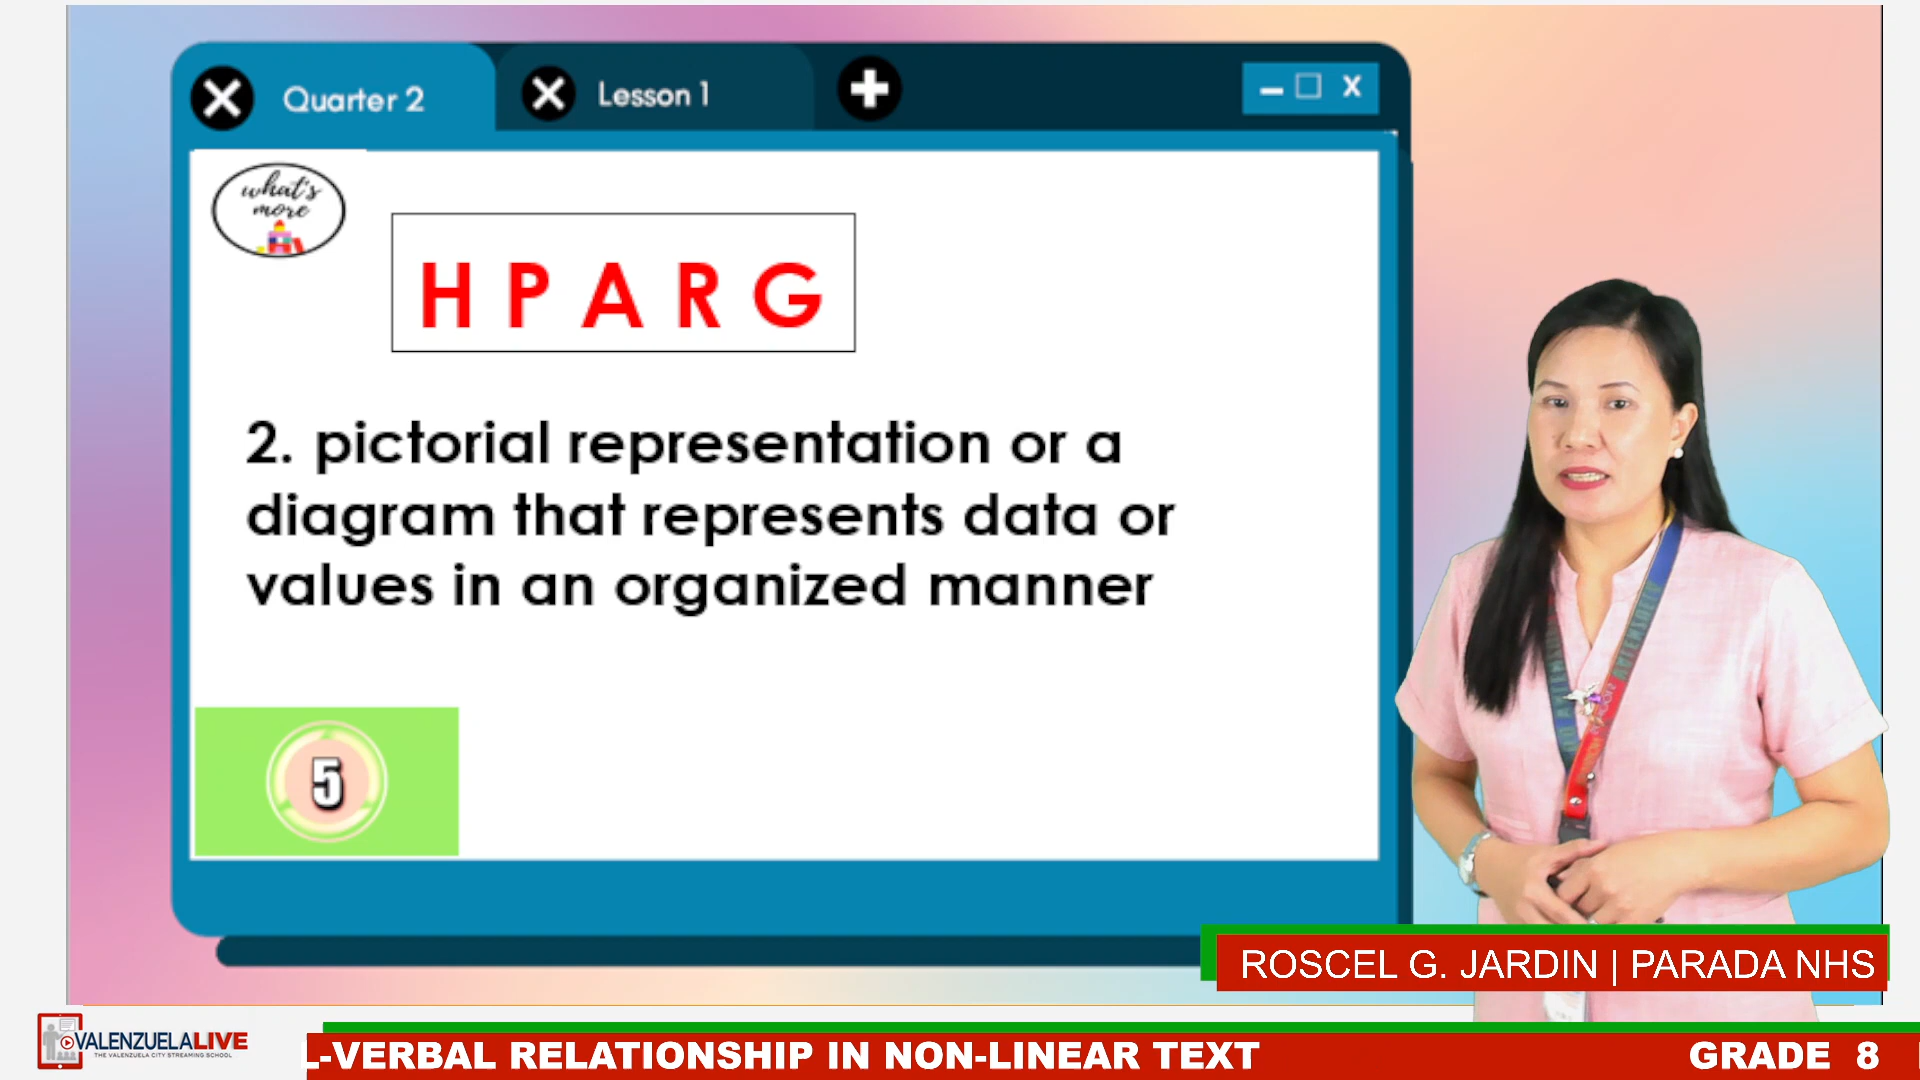 Quarter 2
Lesson 1
X
what's
more
H P A R G
2. pictorial representation or a
diagram that represents data or
values in an organized manner
5
ROSCEL G. JARDIN | PARADA NHS
VALENZUELALIVE
THE VALENZUELA CITY STREAMING SCHOOL
L-VERBAL RELATIONSHIP IN NON-LINEAR TEXT
GRADE 8